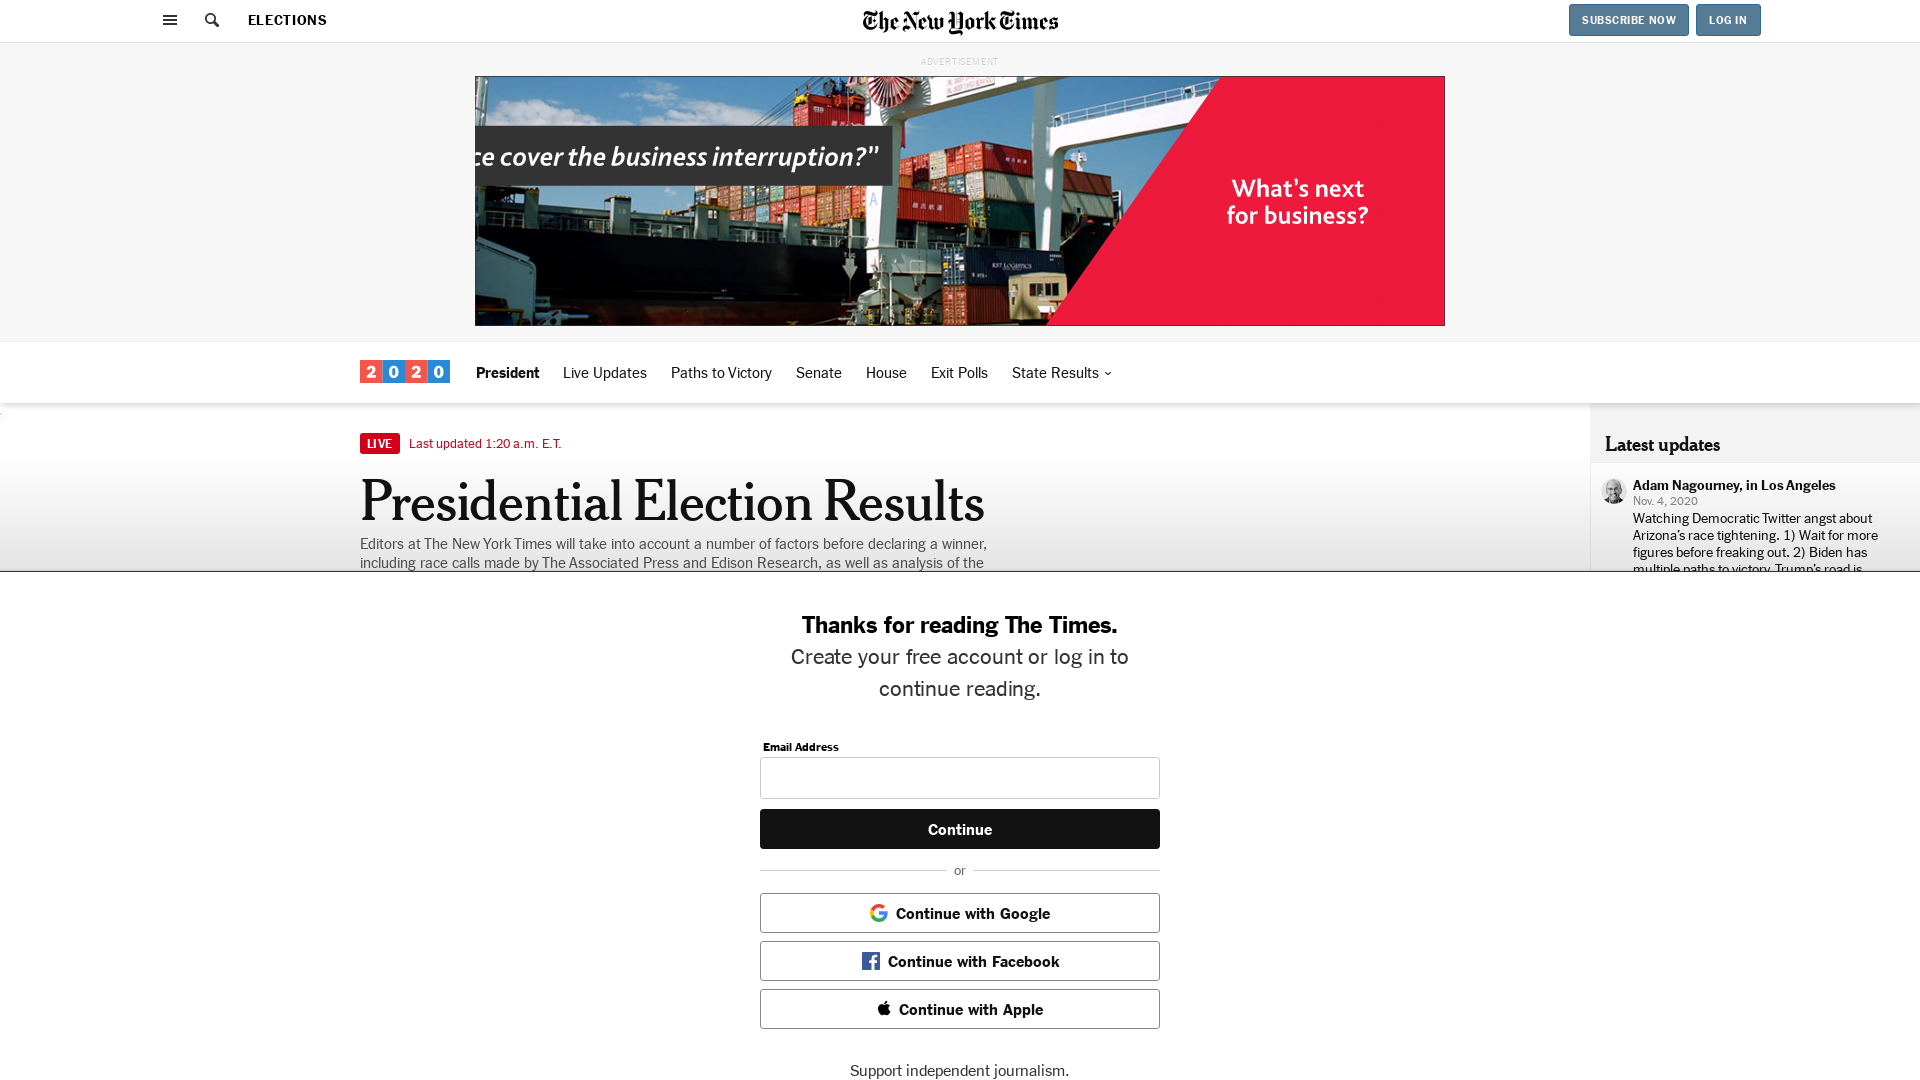 ELECTIONS
The New York Times
SUBSCRIBE NOW
LOG IN
ADVERTISEMENT
ce cover the business interruption?”
What’s next
for business?
2020
President
Live Updates
Paths to Victory
Senate
House
Exit Polls
State Results
LIVE
Last updated 1:20 a.m. E.T.
Presidential Election Results
Editors at The New York Times will take into account a number of factors before declaring a winner,
including race calls made by The Associated Press and Edison Research, as well as analysis of the
Latest updates
Adam Nagourney, in Los Angeles
Nov. 4, 2020
Watching Democratic Twitter angst about
Arizona’s race tightening. 1) Wait for more
figures before freaking out. 2) Biden has
multiple paths to victory. Trump’s road is
Thanks for reading The Times.
Create your free account or log in to
continue reading.
Email Address
Continue
or
Continue with Google
Continue with Facebook
Continue with Apple
Support independent journalism.